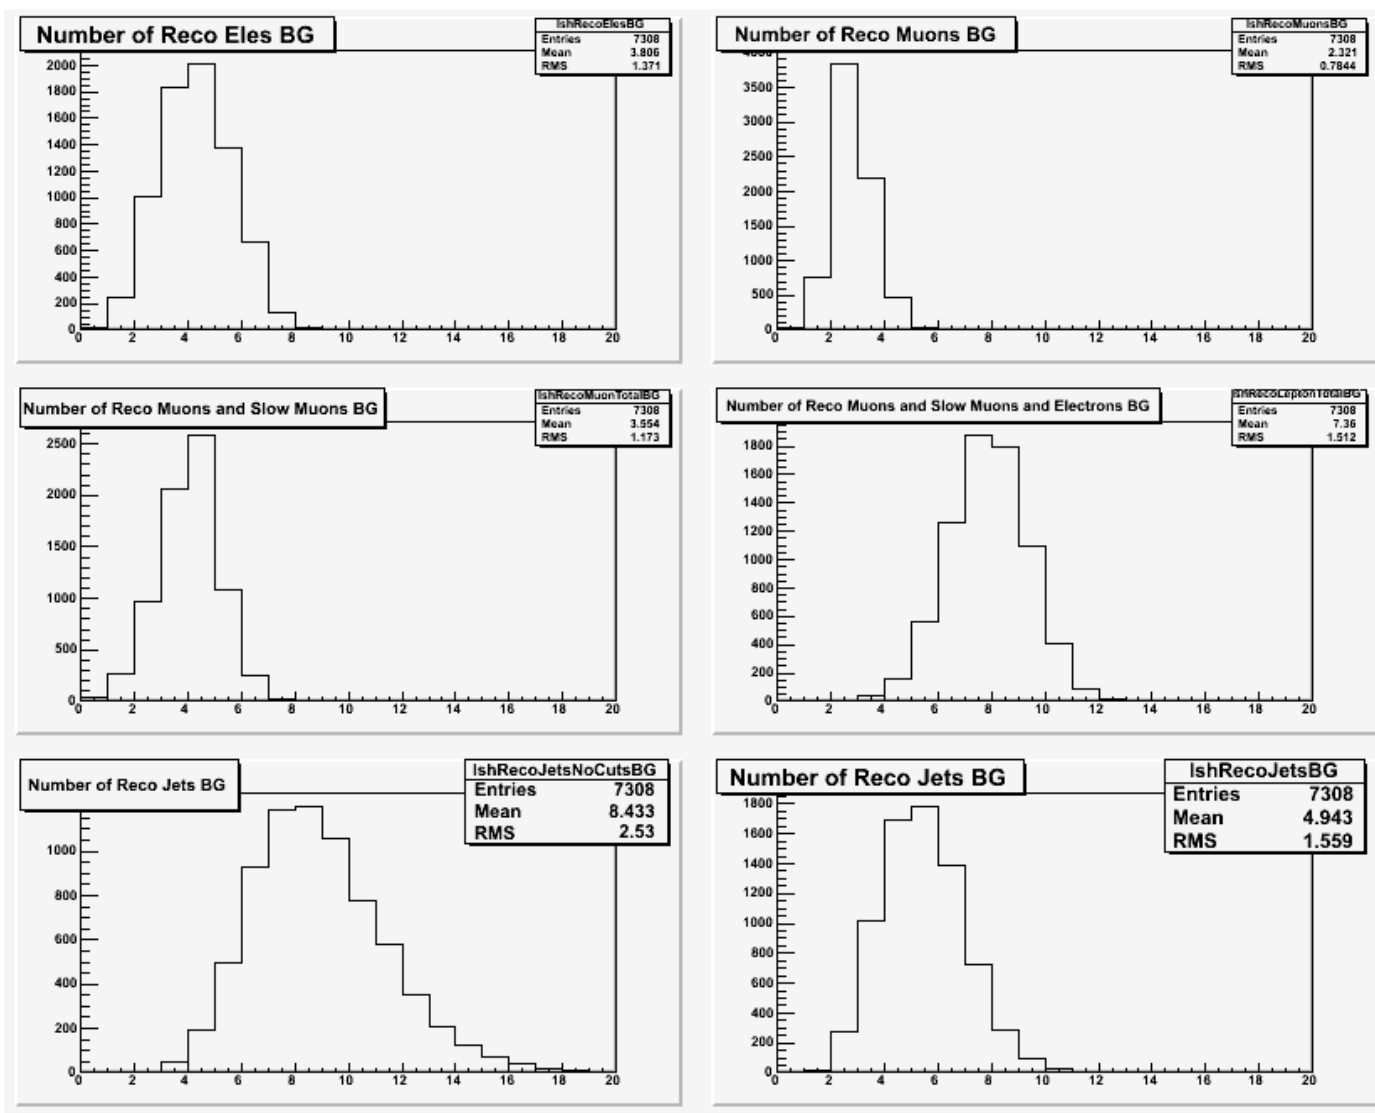 Number of Reco Eles BG
IshRecoElesBG
Entries 7308
Mean 3.806
RMS 1.371
2000
1800
1600
1400
1200
1000
800
600
400
200
0
0 2 4 6 8 10 12 14 16 18 20
Number of Reco Muons BG
IshRecoMuonsBG
Entries 7308
Mean 2.321
RMS 0.7844
4000
3500
3000
2500
2000
1500
1000
500
0
0 2 4 6 8 10 12 14 16 18 20
Number of Reco Muons and Slow Muons BG
IshRecoMuonTotalBG
Entries 7308
Mean 3.554
RMS 1.173
2500
2000
1500
1000
500
0
0 2 4 6 8 10 12 14 16 18 20
Number of Reco Muons and Slow Muons and Electrons BG
IshRecoLeptonTotalBG
Entries 7308
Mean 7.36
RMS 1.512
1800
1600
1400
1200
1000
800
600
400
200
0
0 2 4 6 8 10 12 14 16 18 20
Number of Reco Jets BG
IshRecoJetsNoCutsBG
Entries 7308
Mean 8.433
RMS 2.53
1000
800
600
400
200
0
0 2 4 6 8 10 12 14 16 18 20
Number of Reco Jets BG
IshRecoJetsBG
Entries 7308
Mean 4.943
RMS 1.559
1800
1600
1400
1200
1000
800
600
400
200
0
0 2 4 6 8 10 12 14 16 18 20